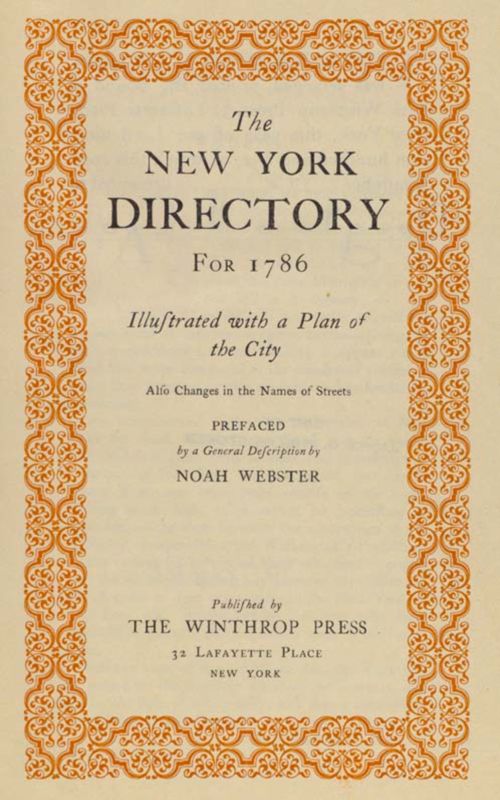 The
NEW YORK
DIRECTORY
FOR 1786
Illuſtrated with a Plan of
the City
Alſo Changes in the Names of Streets
PREFACED
by a General Deſcription by
NOAH WEBSTER
Publiſhed by
THE WINTHROP PRESS
32 LAFAYETTE PLACE
NEW YORK